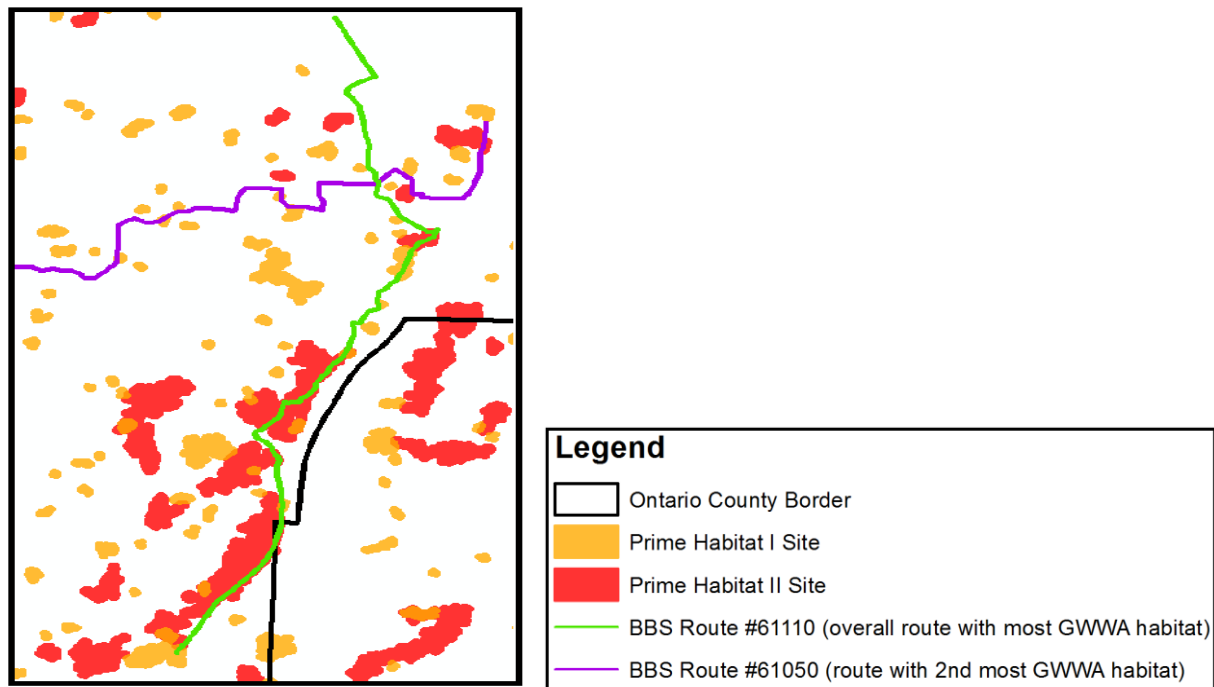 Legend
Ontario County Border
Prime Habitat I Site
Prime Habitat II Site
BBS Route #61110 (overall route with most GWWA habitat)
BBS Route #61050 (route with 2nd most GWWA habitat)